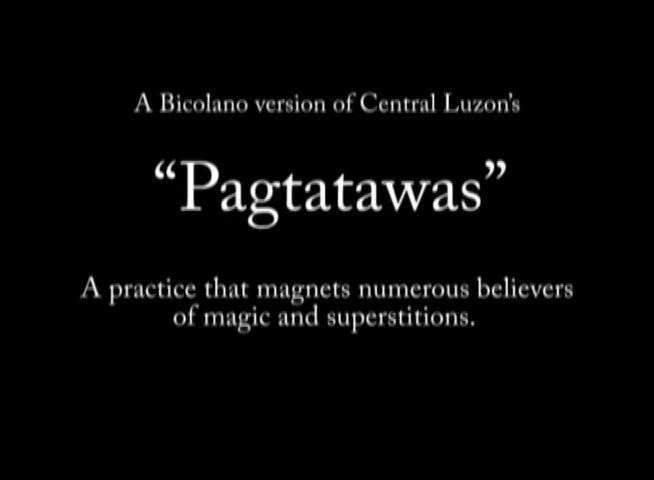 A Bicolano version of Central Luzon's
“Pagtatawas”
A practice that magnets numerous believers
of magic and superstitions.